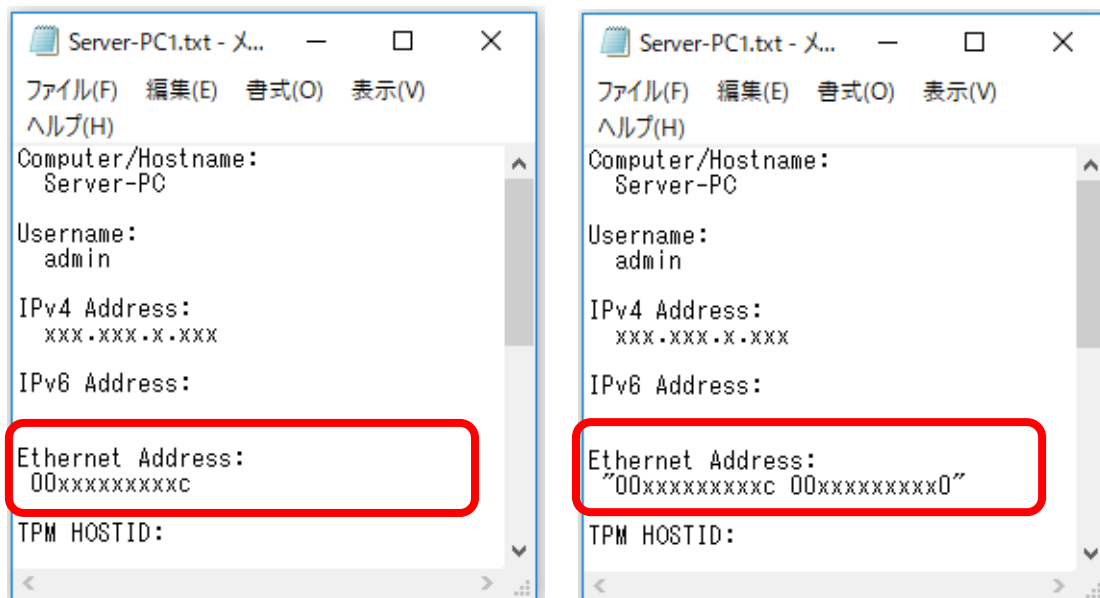 Server-PC1.txt - メ...
ファイル(F) 編集(E) 書式(O) 表示(V)
ヘルプ(H)
Computer/Hostname:
Server-PC
Username:
admin
IPv4 Address:
xxx.xxx.x.xxx
IPv6 Address:
Ethernet Address:
00xxxxxxxxxc
TPM HOSTID:
Server-PC1.txt - メ...
ファイル(F) 編集(E) 書式(O) 表示(V)
ヘルプ(H)
Computer/Hostname:
Server-PC
Username:
admin
IPv4 Address:
xxx.xxx.x.xxx
IPv6 Address:
Ethernet Address:
"00xxxxxxxxxc 00xxxxxxxxx0"
TPM HOSTID: